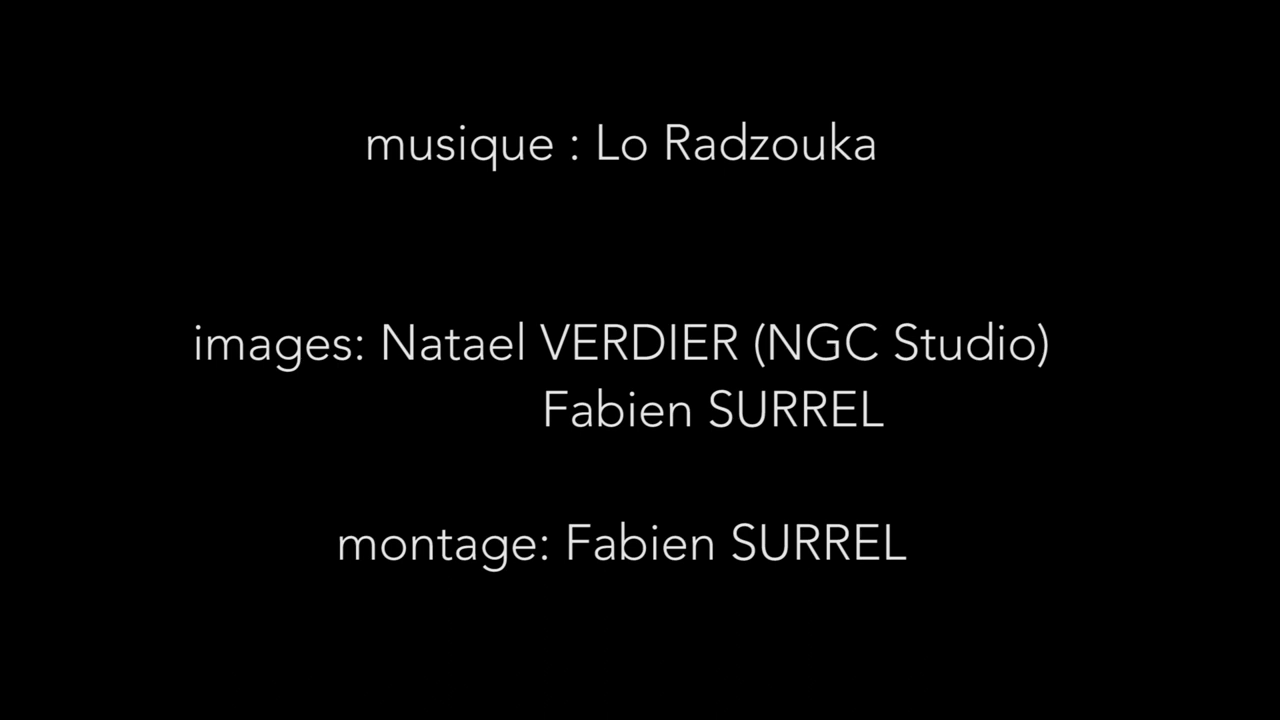 musique : Lo Radzouka
images: Natael VERDIER (NGC Studio)
Fabien SURREL
montage: Fabien SURREL